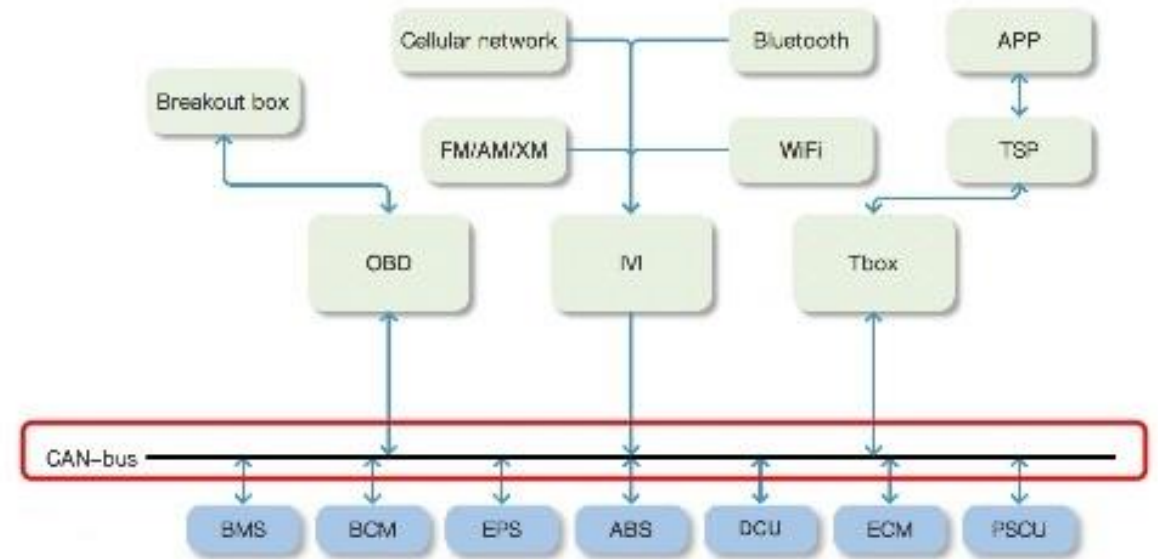 Cellular network
Bluetooth
APP
Breakout box
FM/AM/XM
WiFi
TSP
OBD
IVI
Tbox
CAN-bus
BMS
BCM
EPS
ABS
DCU
ECM
PSCU